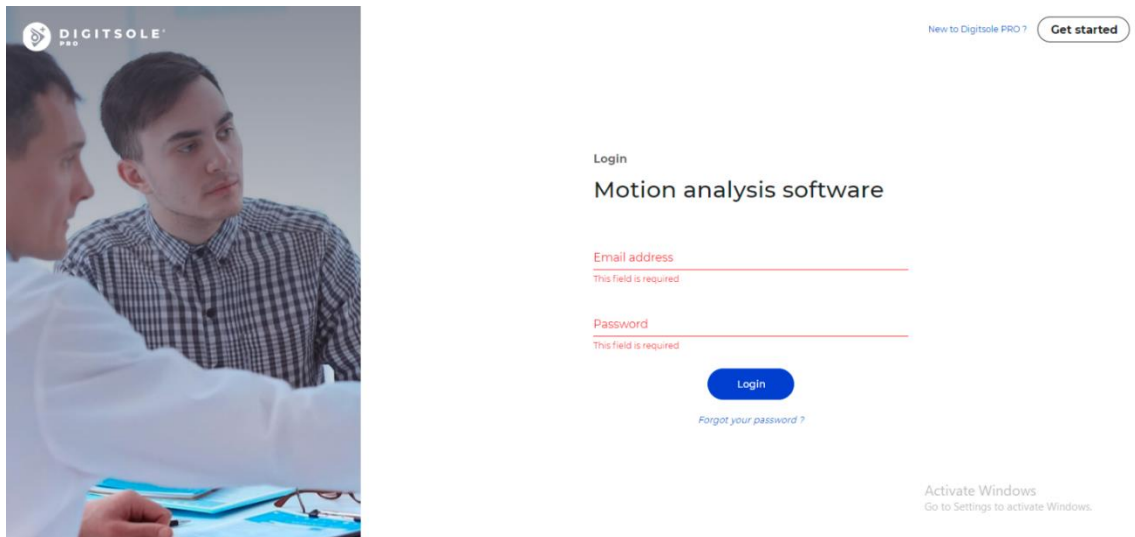 DIGITSOLE
PRO
New to Digitsole PRO ?
Get started
Login
Motion analysis software
Email address
This field is required
Password
This field is required
Login
Forgot your password ?
Activate Windows
Go to Settings to activate Windows.